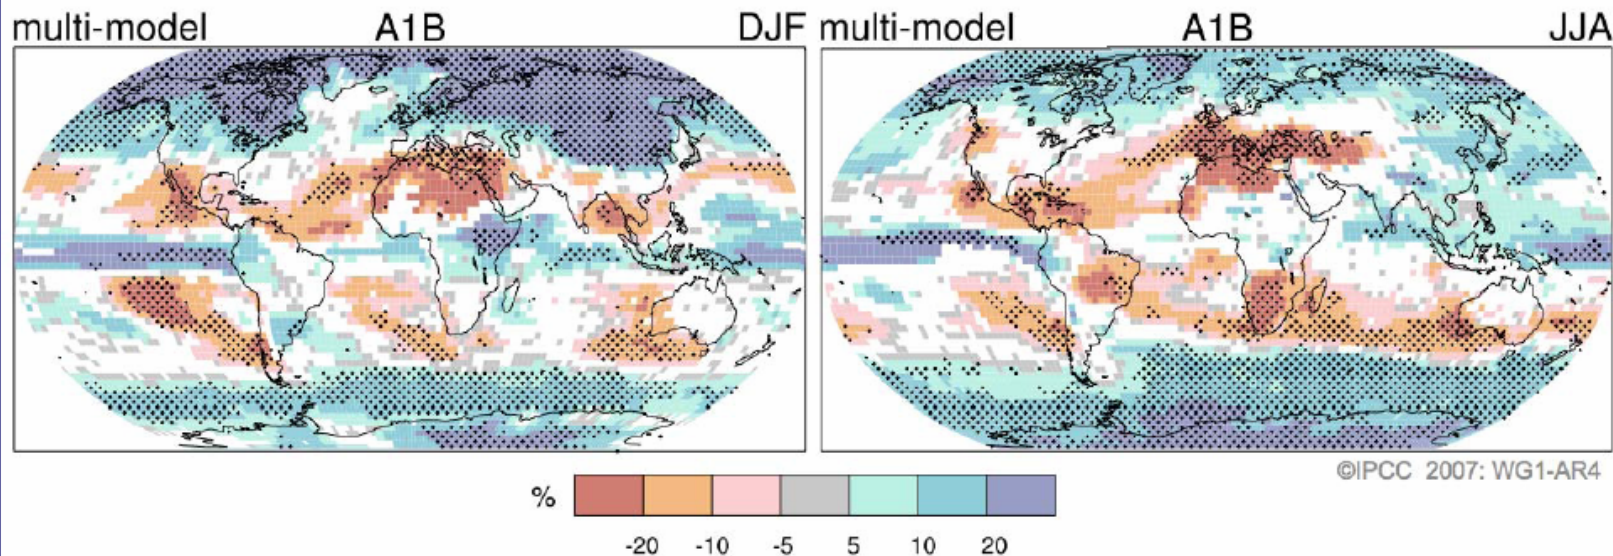 multi-model A1B DJF
multi-model A1B JJA
©IPCC 2007: WG1-AR4
%
-20 -10 -5 5 10 20